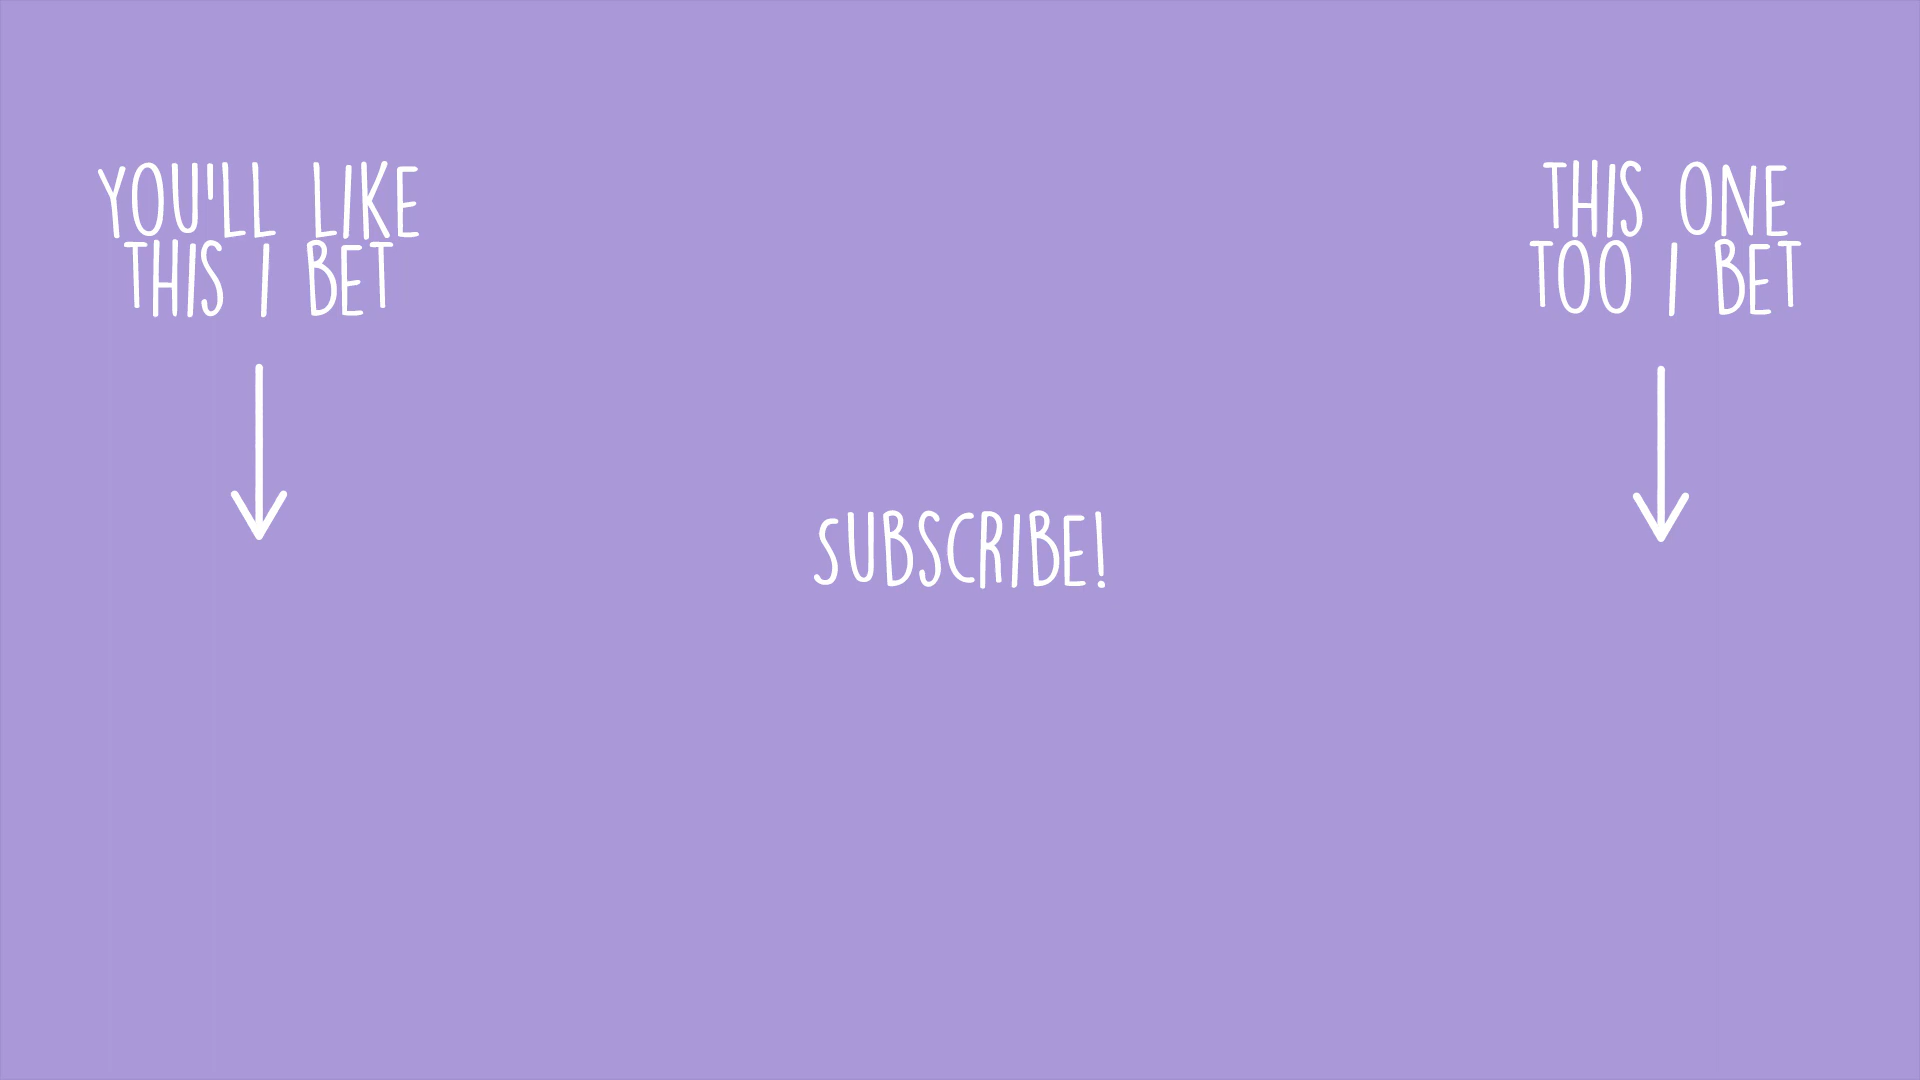 YOU'LL LIKE
THIS I BET
THIS ONE
TOO I BET
SUBSCRIBE!